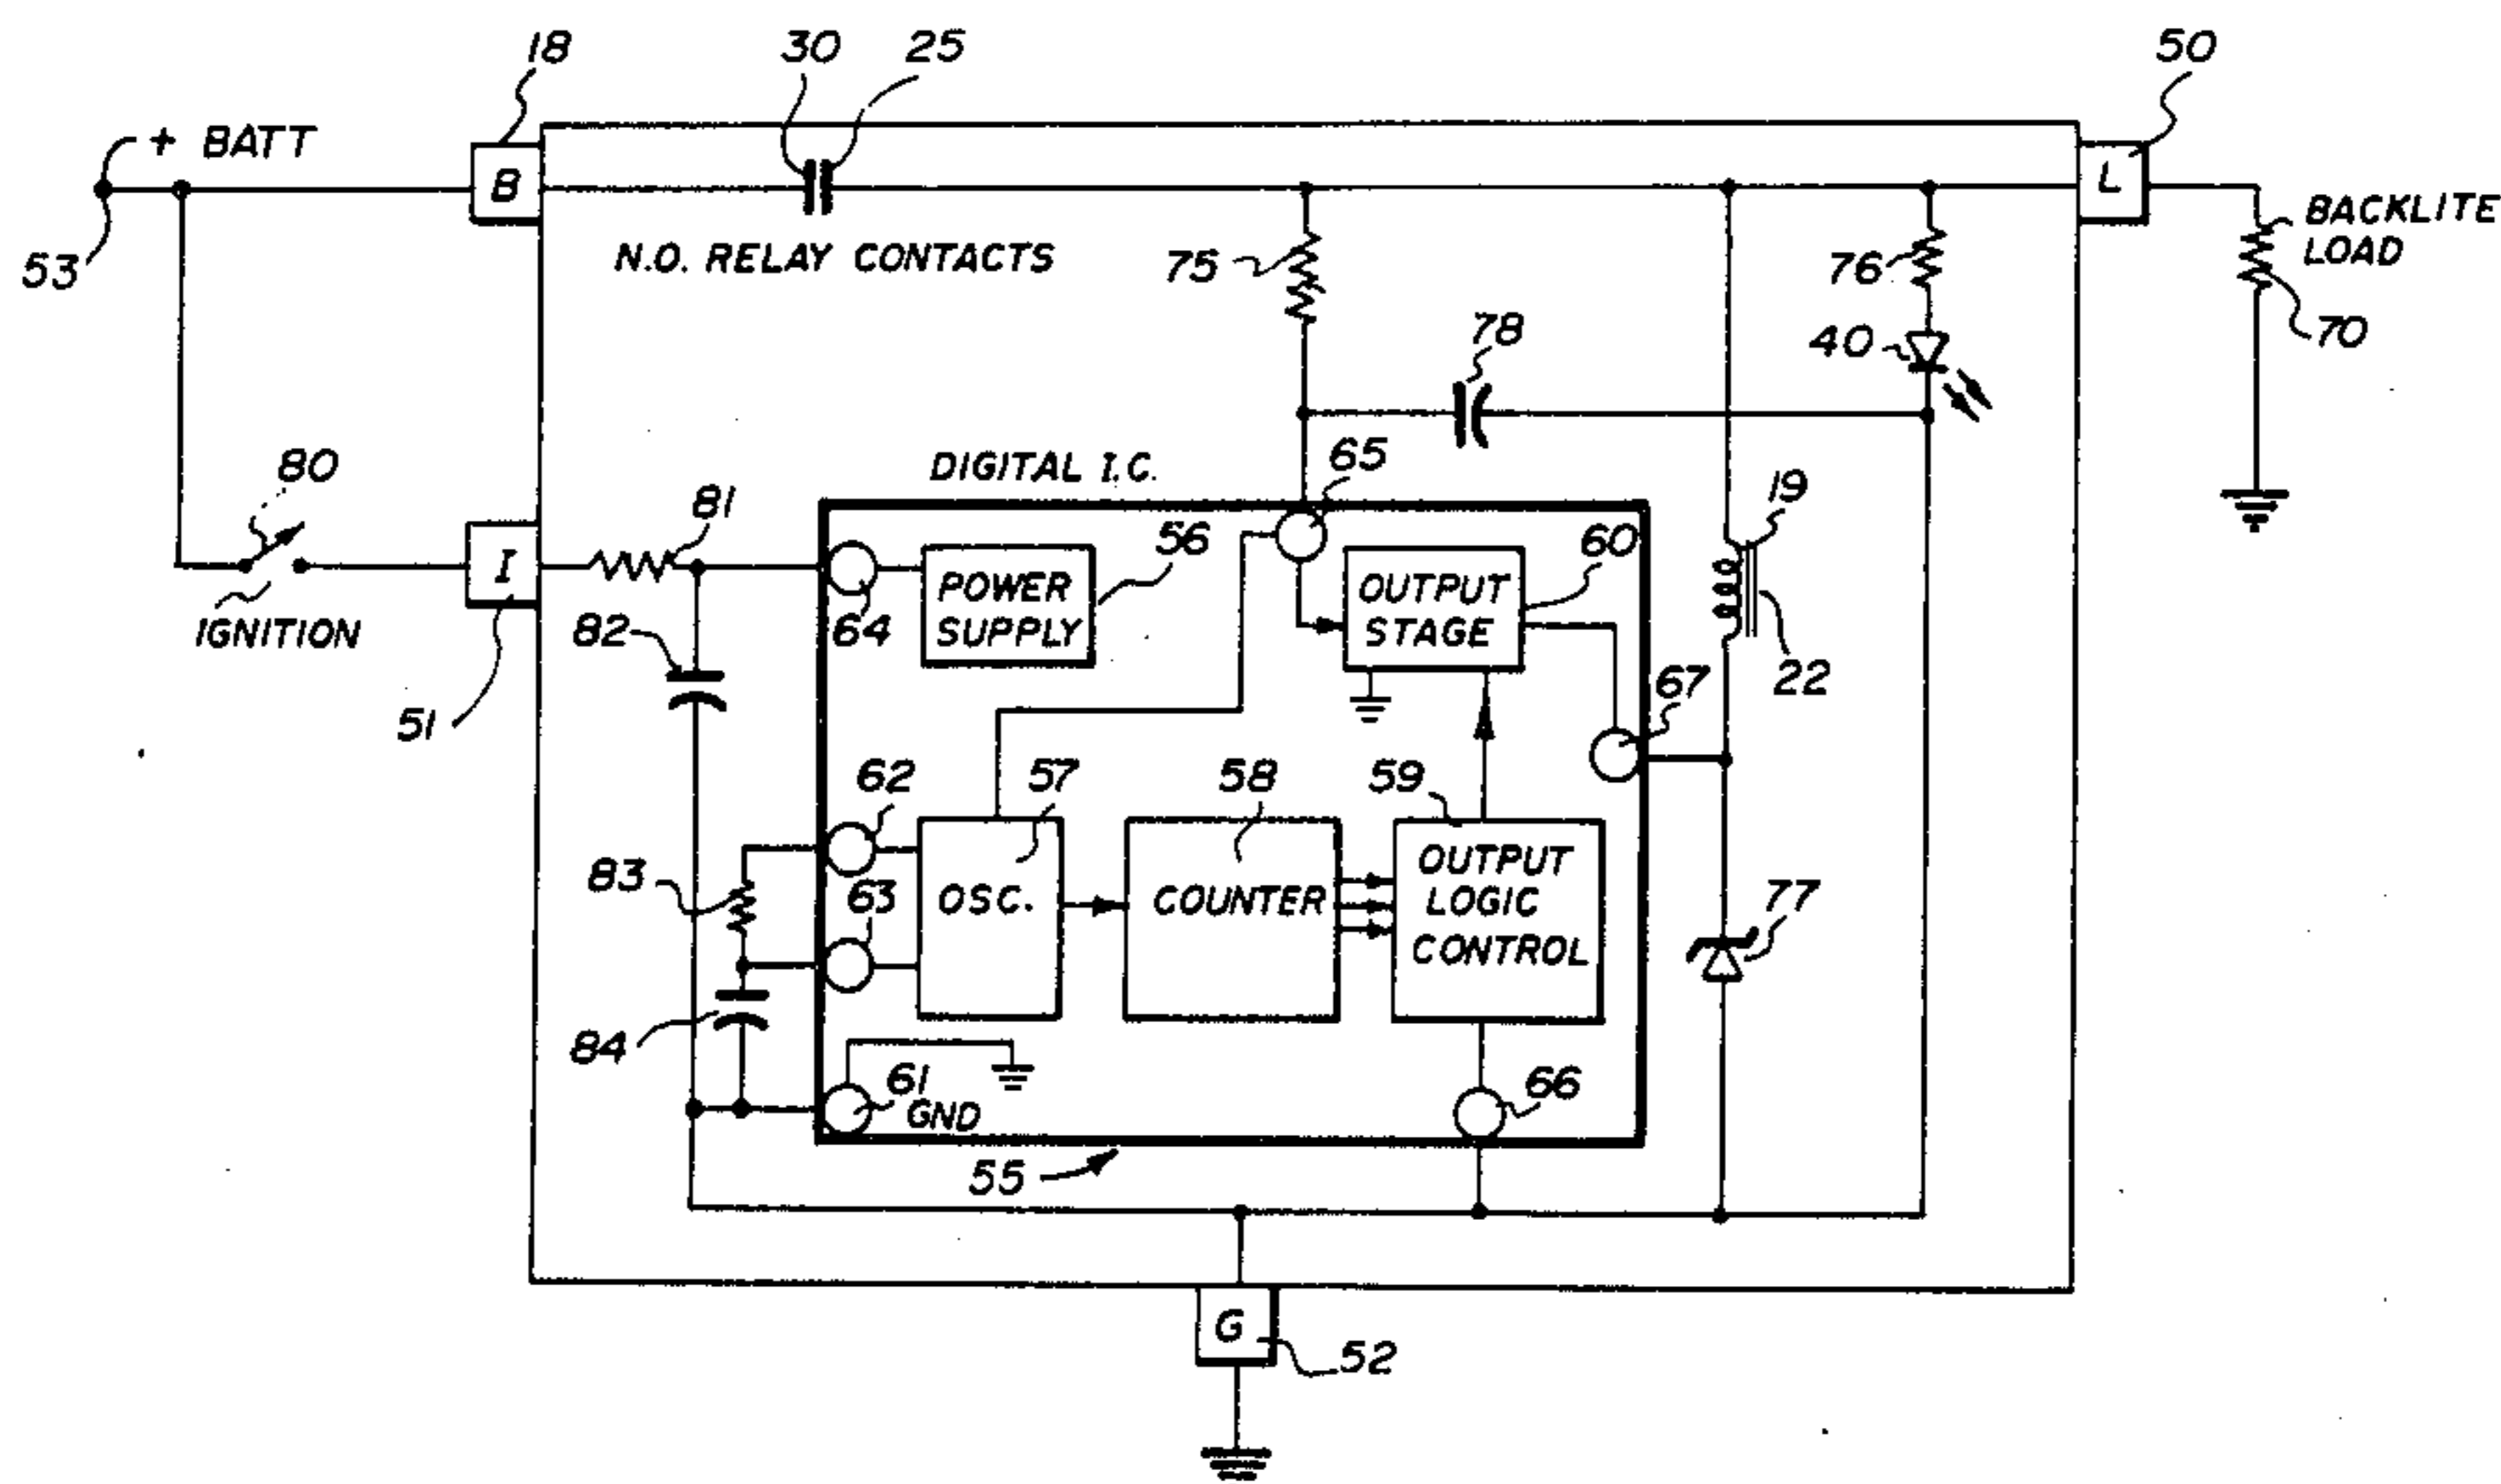 18
30
25
50
+ BATT
B
L
53
N.O. RELAY CONTACTS
75
76
BACKLITE
LOAD
78
40
70
80
DIGITAL I.C.
65
19
81
I
56
60
POWER
SUPPLY
OUTPUT
STAGE
IGNITION
82
64
22
67
51
62
57
58
59
83
63
OSC.
COUNTER
OUTPUT
LOGIC
CONTROL
77
84
61
GND
66
55
G
52